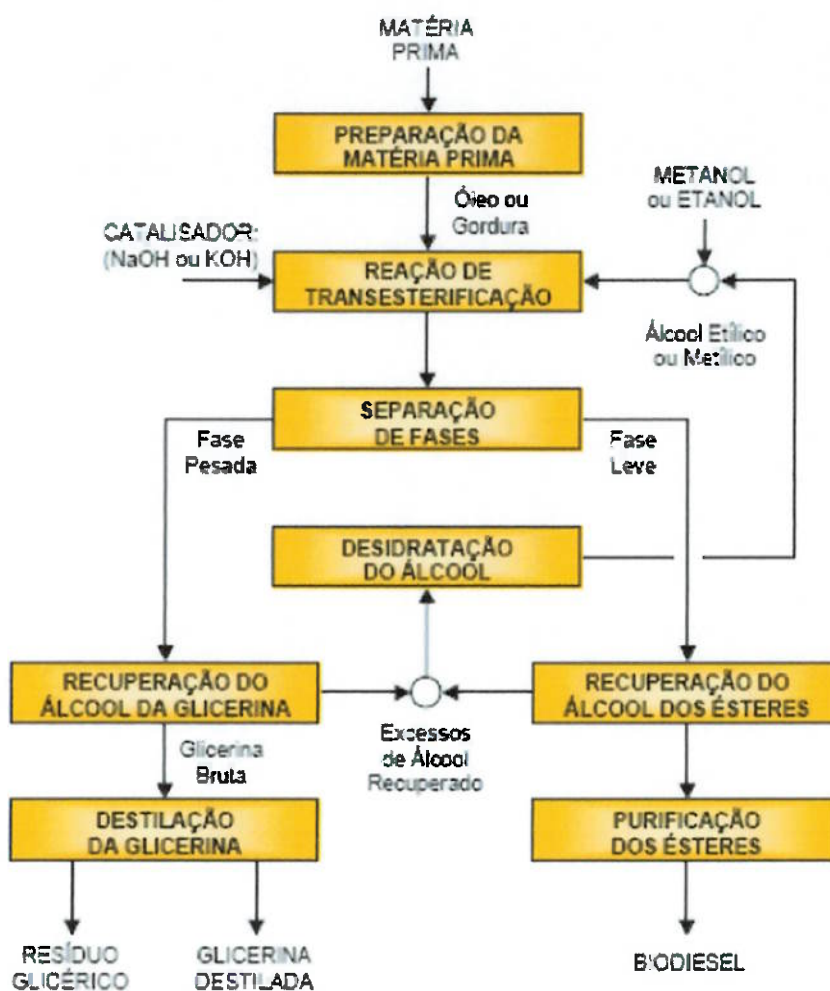 MATÉRIA
PRIMA
PREPARAÇÃO DA
MATÉRIA PRIMA
Óleo ou
Gordura
METANOL
ou ETANOL
CATALISADOR:
(NaOH ou KOH)
REAÇÃO DE
TRANSESTERIFICAÇÃO
Álcool Etílico
ou Metílico
SEPARAÇÃO
DE FASES
Fase
Pesada
Fase
Leve
DESIDRATAÇÃO
DO ÁLCOOL
RECUPERAÇÃO DO
ÁLCOOL DA GLICERINA
RECUPERAÇÃO DO
ÁLCOOL DOS ÉSTERES
Excessos
de Álcool
Recuperado
Glicerina
Bruta
DESTILAÇÃO
DA GLICERINA
PURIFICAÇÃO
DOS ÉSTERES
RESÍDUO
GLICÉRICO
GLICERINA
DESTILADA
BIODIESEL